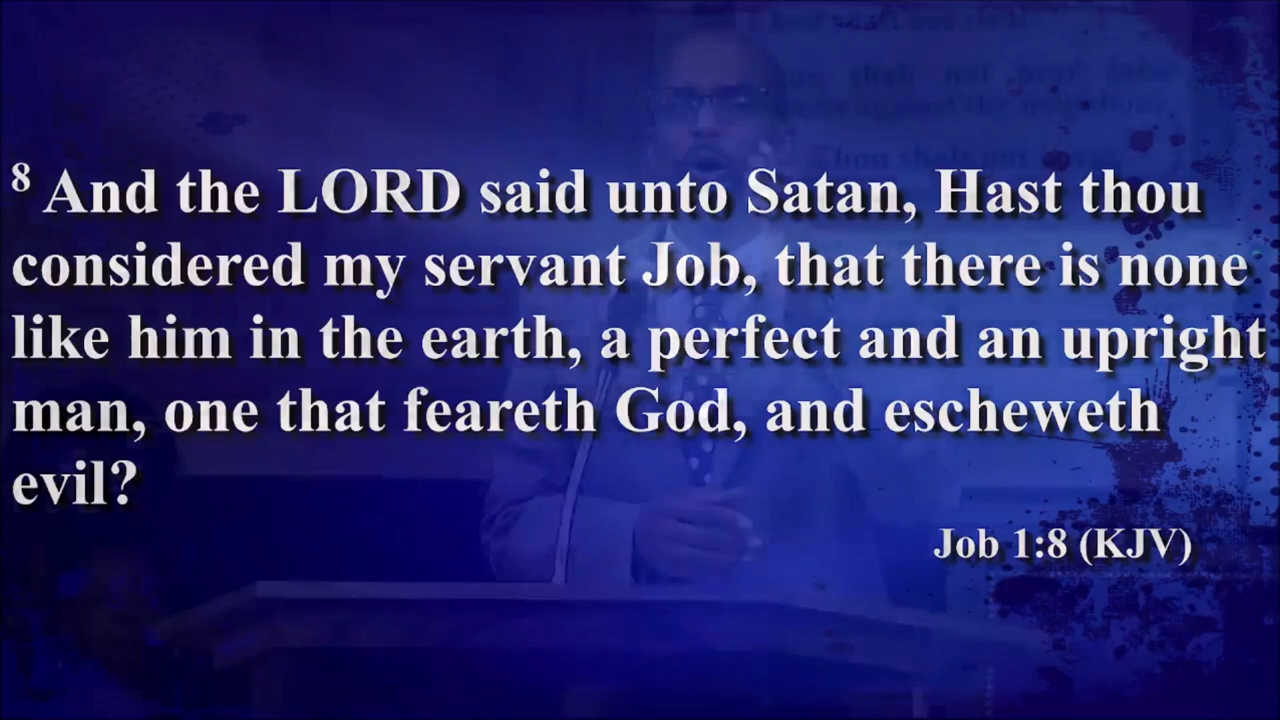 8 And the LORD said unto Satan, Hast thou
considered my servant Job, that there is none
like him in the earth, a perfect and an upright
man, one that feareth God, and escheweth
evil?
Job 1:8 (KJV)